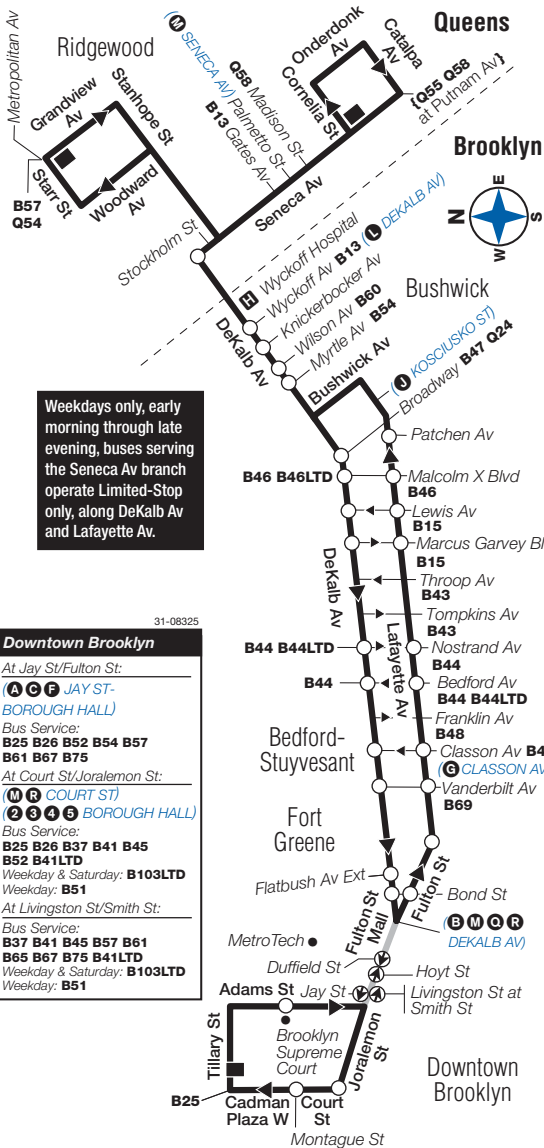 Queens
Ridgewood
Metropolitan Av
Grandview
Av
Stanhope St
Starr St
Woodward
Av
B57
Q54
(M
SENECA AV)
Q58 Madison St
Palmetto St
B13 Gates Av
Onderdonk
Av
Catalpa
Av
Cornelia St
{Q55 Q58
at Putnam Av}
Brooklyn
Seneca Av
N
E
S
W
Stockholm St
H Wyckoff Hospital
Wyckoff Av B13 (L DEKALB AV)
Knickerbocker Av
Wilson Av B60
Myrtle Av B54
Bushwick
DeKalb Av
Bushwick Av
(J KOSCIUSKO ST)
Broadway B47 Q24
Weekdays only, early
morning through late
evening, buses serving
the Seneca Av branch
operate Limited-Stop
only, along DeKalb Av
and Lafayette Av.
Patchen Av
B46 B46LTD
Malcolm X Blvd
B46
Lewis Av
B15
Marcus Garvey Bl
B15
DeKalb Av
Throop Av
B43
Tompkins Av
B43
Lafayette Av
B44 B44LTD
Nostrand Av
B44
B44
Bedford Av
B44 B44LTD
Franklin Av
B48
Bedford-
Stuyvesant
Classon Av B4
(G CLASSON AV
Vanderbilt Av
B69
Fort
Greene
Flatbush Av Ext
Fulton St
Mall
Fulton St
Bond St
(B M Q R
DEKALB AV)
MetroTech
Duffield St
Hoyt St
Jay St
Livingston St at
Smith St
Adams St
Brooklyn
Supreme
Court
Tillary St
Joralemon
St
B25
Cadman
Plaza W
Court
St
Montague St
Downtown
Brooklyn
31-08325
Downtown Brooklyn
At Jay St/Fulton St:
(A C F JAY ST-
BOROUGH HALL)
Bus Service:
B25 B26 B52 B54 B57
B61 B67 B75
At Court St/Joralemon St:
(M R COURT ST)
(2 3 4 5 BOROUGH HALL)
Bus Service:
B25 B26 B37 B41 B45
B52 B41LTD
Weekday & Saturday: B103LTD
Weekday: B51
At Livingston St/Smith St:
Bus Service:
B37 B41 B45 B57 B61
B65 B67 B75 B41LTD
Weekday & Saturday: B103LTD
Weekday: B51